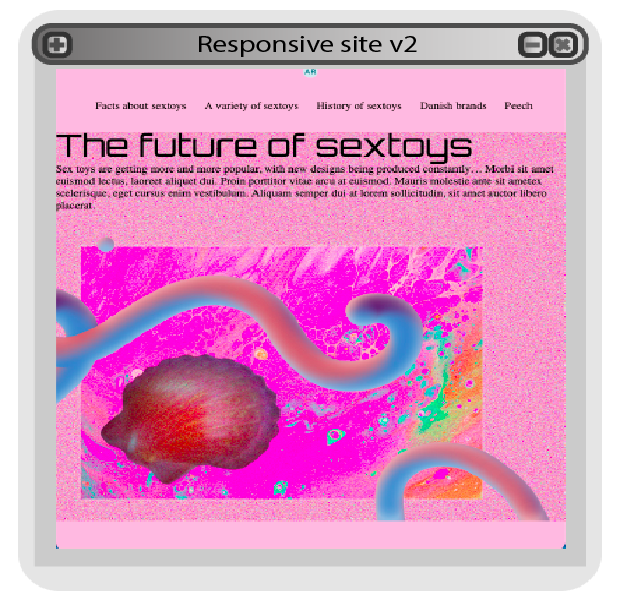 Responsive site v2
AR
Facts about sextoys A variety of sextoys History of sextoys Danish brands Peech
The future of sextoys
Sex toys are getting more and more popular, with new designs being produced constantly… Morbi sit amet
euismod lectus, laoreet aliquet dui. Proin porttitor vitae arcu at euismod. Mauris molestie ante sit ametex
scelerisque, eget cursus enim vestibulum. Aliquam semper dui at lorem sollicitudin, sit amet auctor libero
placerat.